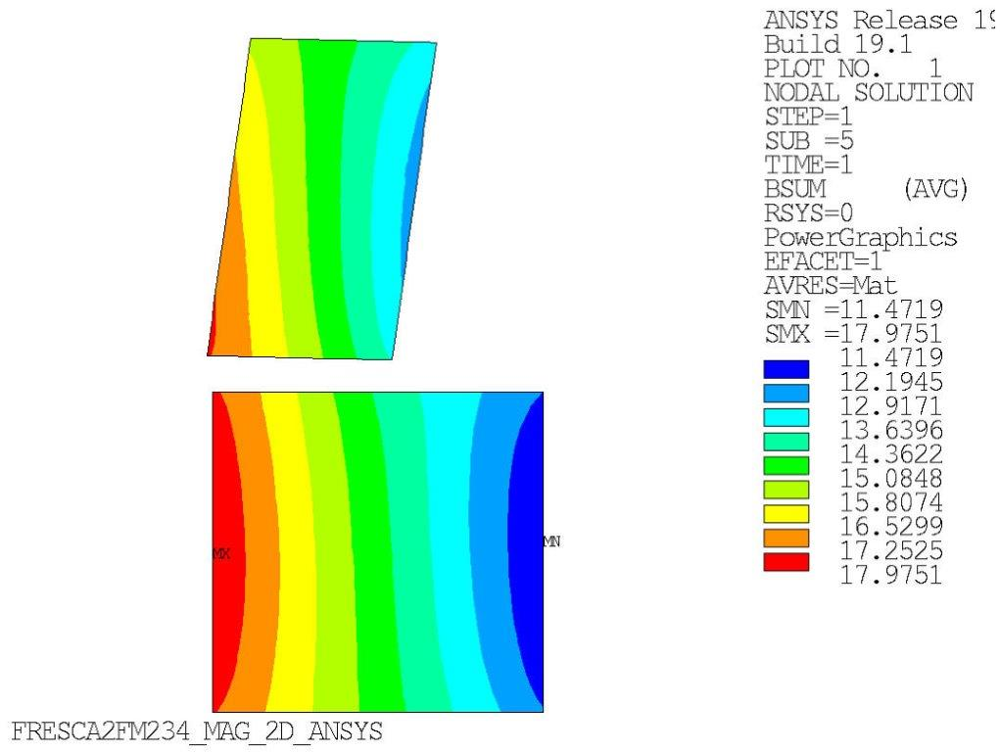 ANSYS Release 19
Build 19.1
PLOT NO. 1
NODAL SOLUTION
STEP=1
SUB =5
TIME=1
BSUM (AVG)
RSYS=0
PowerGraphics
EFACET=1
AVRES=Mat
SMN =11.4719
SMX =17.9751
11.4719
12.1945
12.9171
13.6396
14.3622
15.0848
15.8074
16.5299
17.2525
17.9751
MX
MN
FRESCA2FM234_MAG_2D_ANSYS